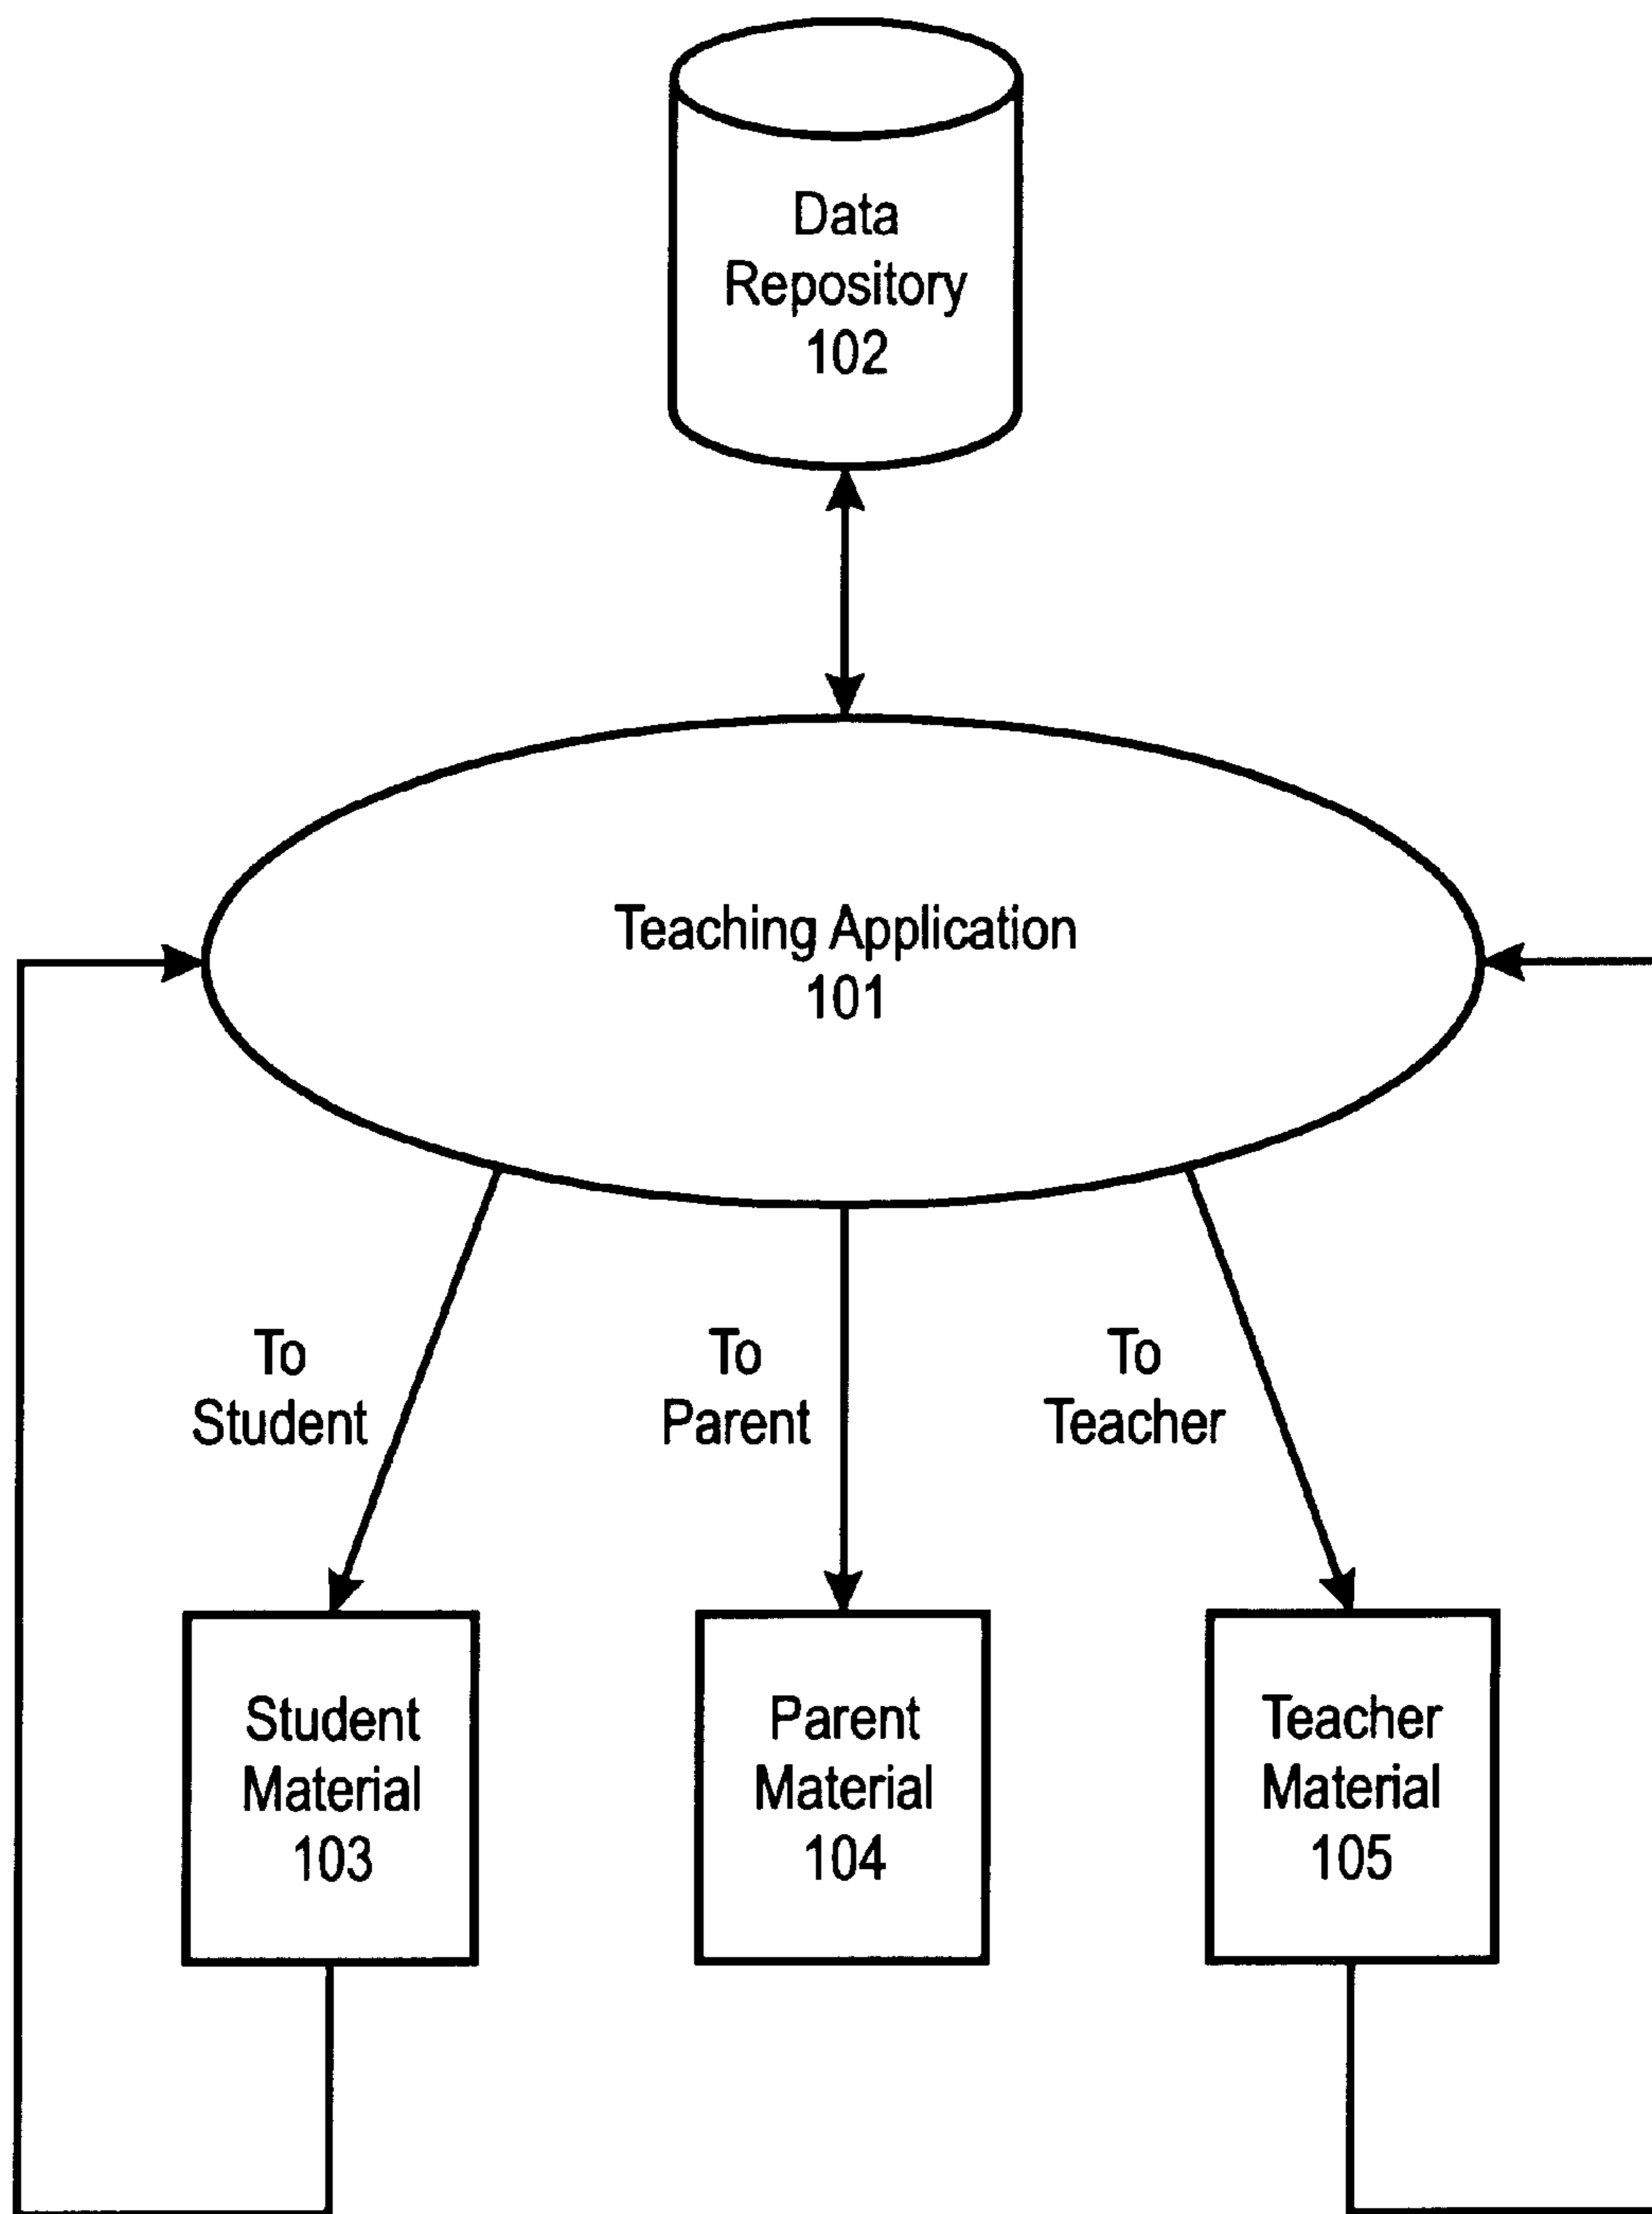 Data
Repository
102
Teaching Application
101
To
Student
To
Parent
To
Teacher
Student
Material
103
Parent
Material
104
Teacher
Material
105